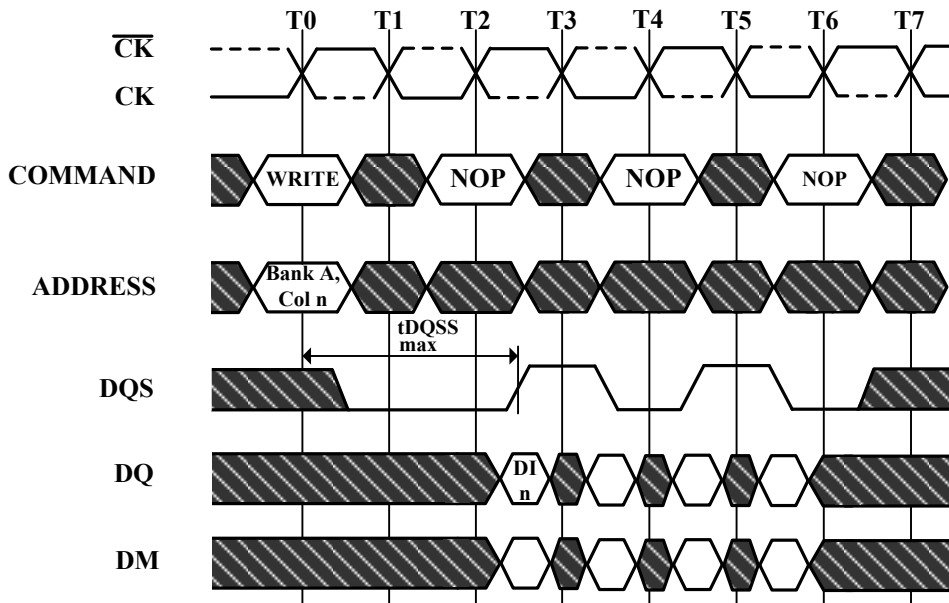 T0 T1 T2 T3 T4 T5 T6 T7
CK
CK
COMMAND
WRITE NOP NOP NOP
ADDRESS
Bank A,
Col n
tDQSS
max
DQS
DQ
DI
n
DM